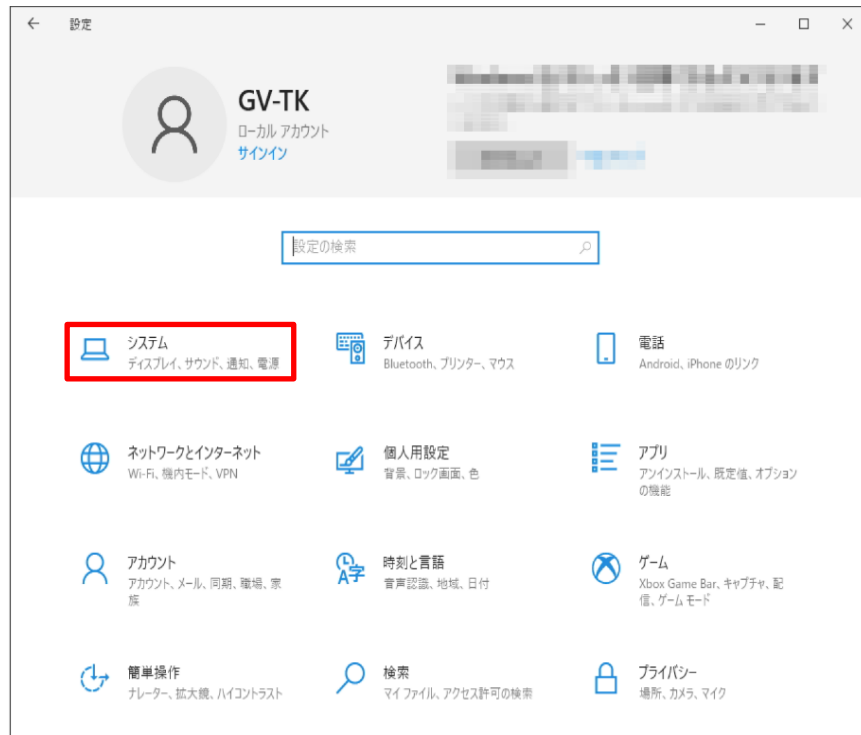 設定
GV-TK
ローカル アカウント
サインイン
設定の検索
システム
ディスプレイ、サウンド、通知、電源
デバイス
Bluetooth、プリンター、マウス
電話
Android、iPhone のリンク
ネットワークとインターネット
Wi-Fi、機内モード、VPN
個人用設定
背景、ロック画面、色
アプリ
アンインストール、既定値、オプション
の機能
アカウント
アカウント、メール、同期、職場、家
族
時刻と言語
音声認識、地域、日付
ゲーム
Xbox Game Bar、キャプチャ、配
信、ゲーム モード
簡単操作
ナレーター、拡大鏡、ハイコントラスト
検索
マイ ファイル、アクセス許可の検索
プライバシー
場所、カメラ、マイク